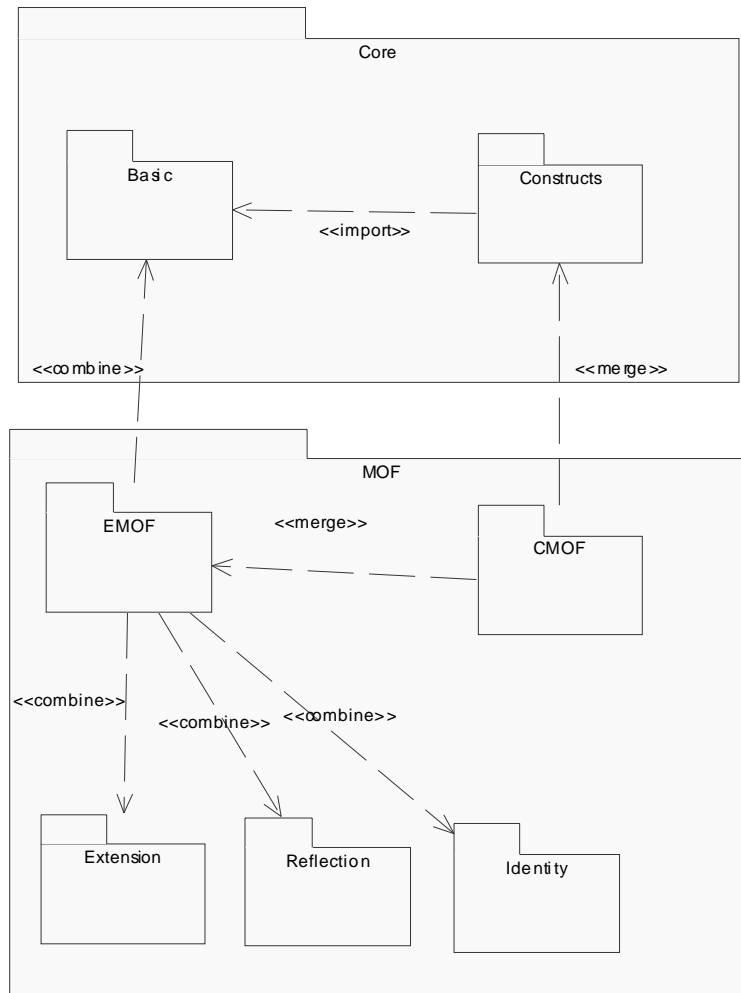 Core
Basic
Constructs
<<import>>
<<combine>>
<<merge>>
MOF
EMOF
<<merge>>
CMOF
<<combine>>
<<combine>>
<<combine>>
Extension
Reflection
Identity